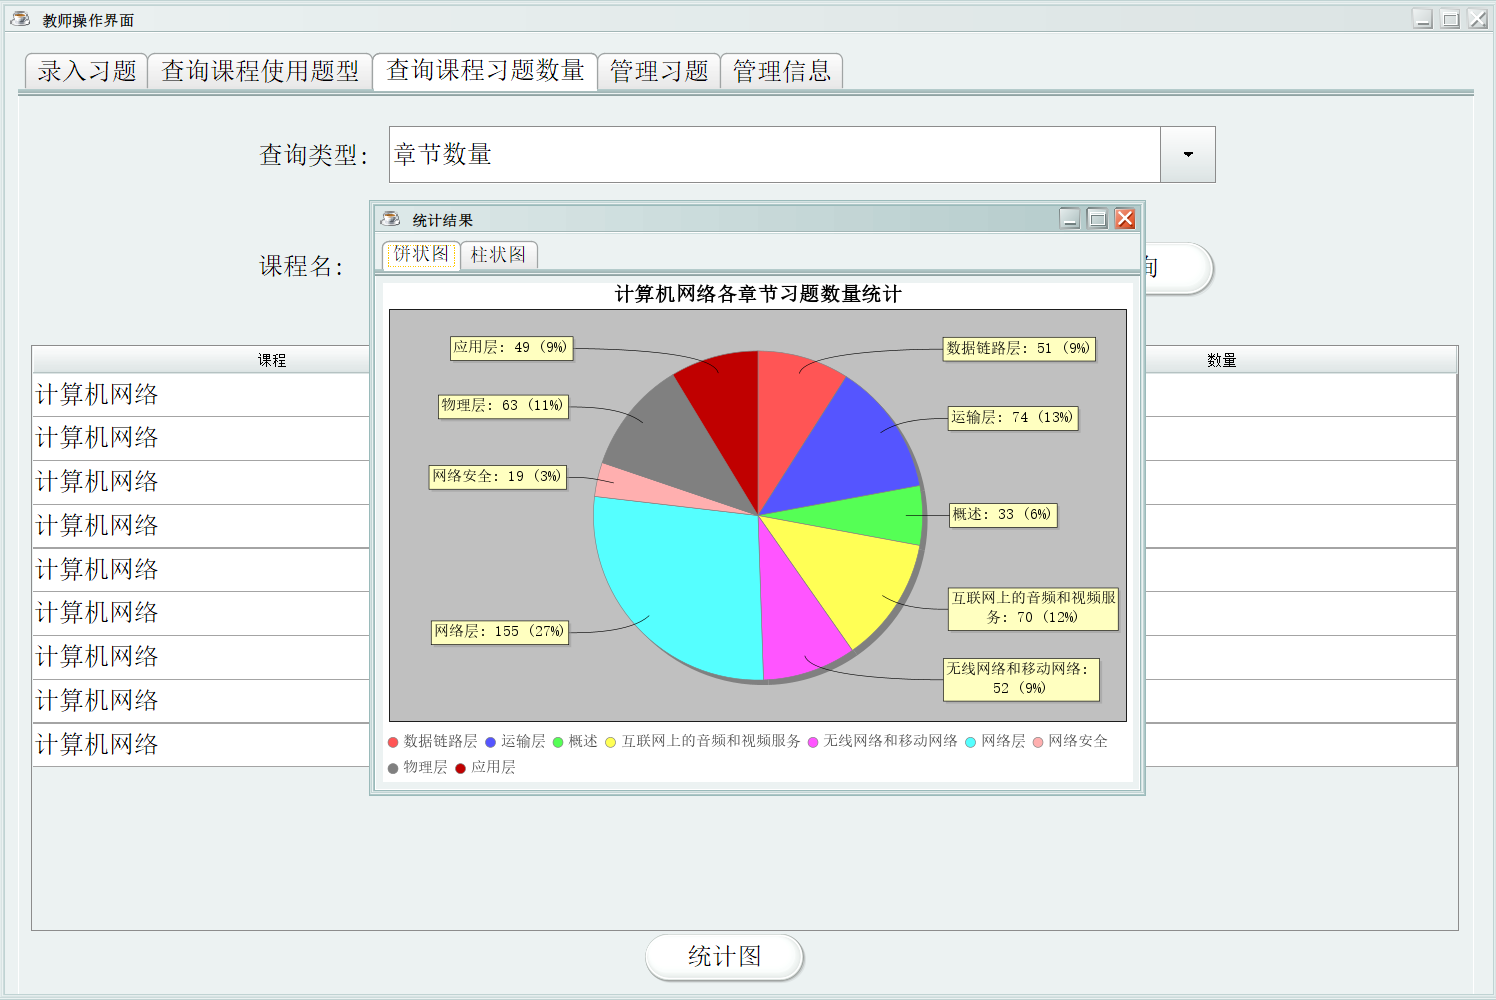 教师操作界面
录入习题 查询课程使用题型 查询课程习题数量 管理习题 管理信息
查询类型: 章节数量
课程名: 询
课程 数量
计算机网络
计算机网络
计算机网络
计算机网络
计算机网络
计算机网络
计算机网络
计算机网络
计算机网络
统计结果
饼状图 柱状图
计算机网络各章节习题数量统计
应用层: 49 (9%)
数据链路层: 51 (9%)
物理层: 63 (11%)
运输层: 74 (13%)
网络安全: 19 (3%)
概述: 33 (6%)
互联网上的音频和视频服
务: 70 (12%)
网络层: 155 (27%)
无线网络和移动网络:
52 (9%)
数据链路层 运输层 概述 互联网上的音频和视频服务 无线网络和移动网络 网络层 网络安全
物理层 应用层
统计图